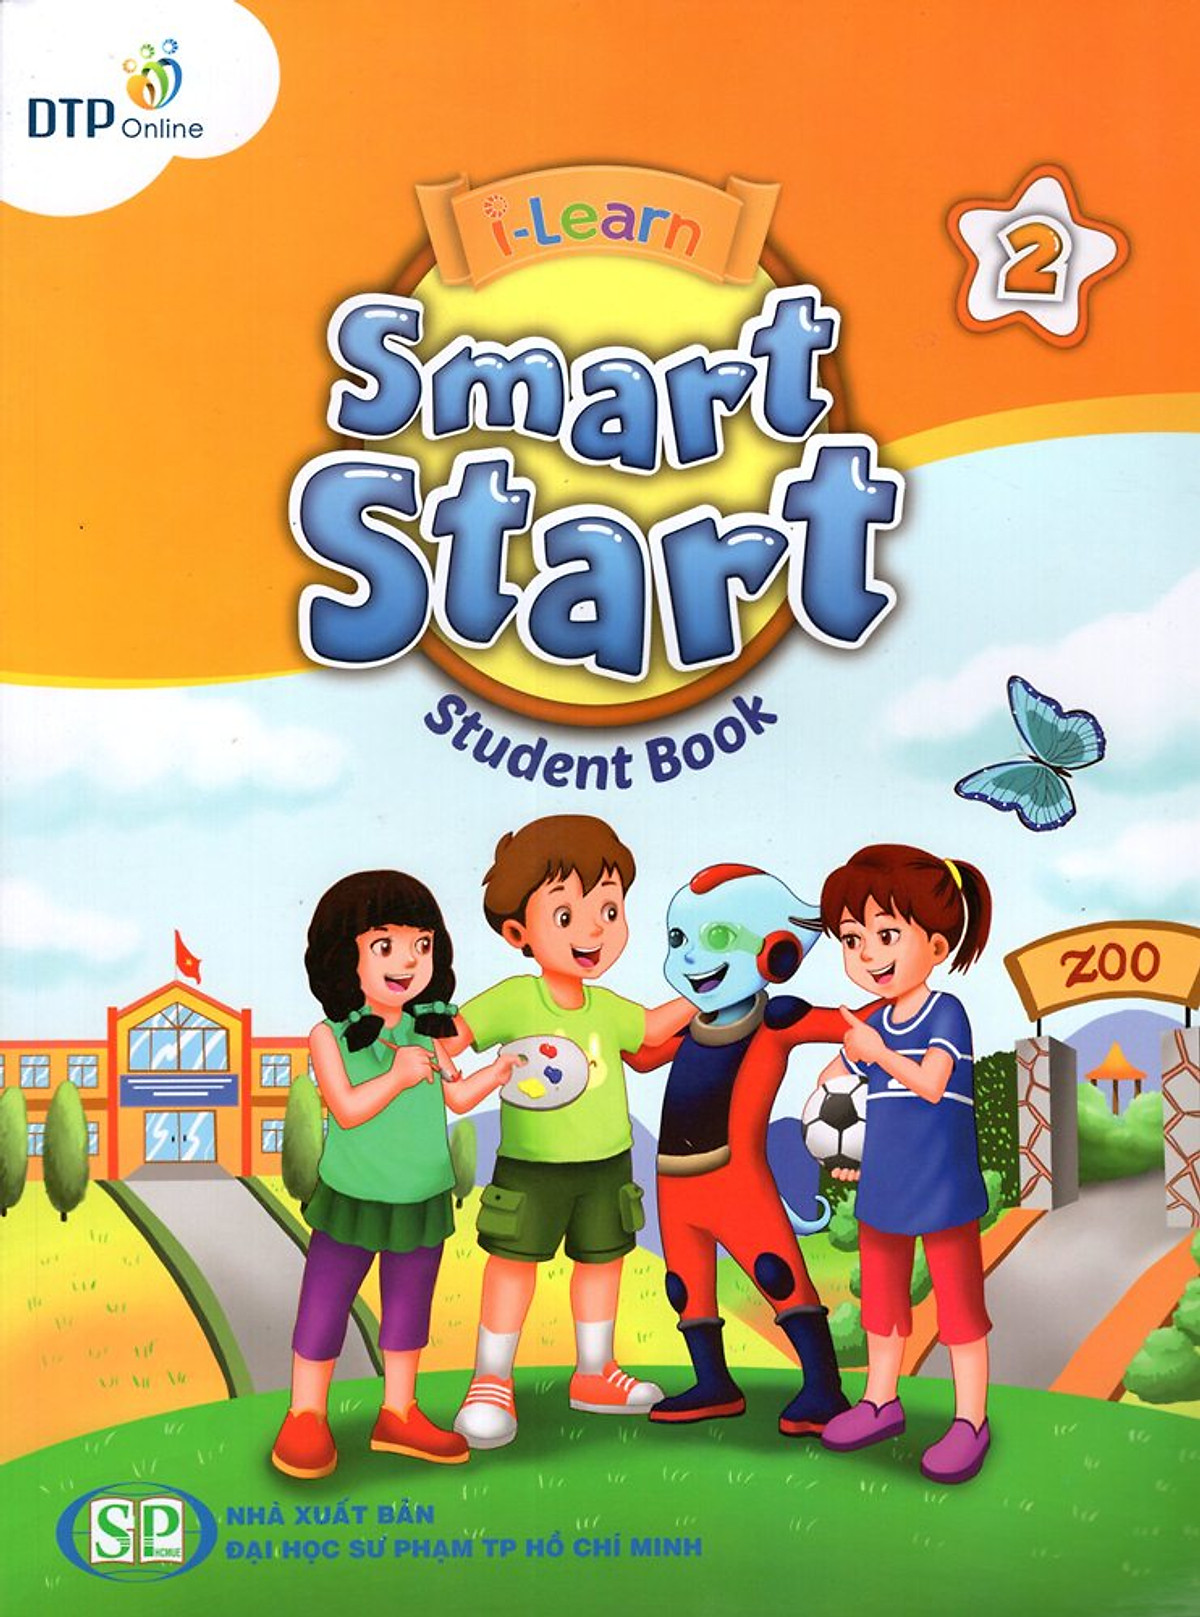 DTP Online
i-Learn
2
Smart
Start
Student Book
ZOO
SP
HCMUE
NHÀ XUẤT BẢN
ĐẠI HỌC SƯ PHẠM TP HỒ CHÍ MINH